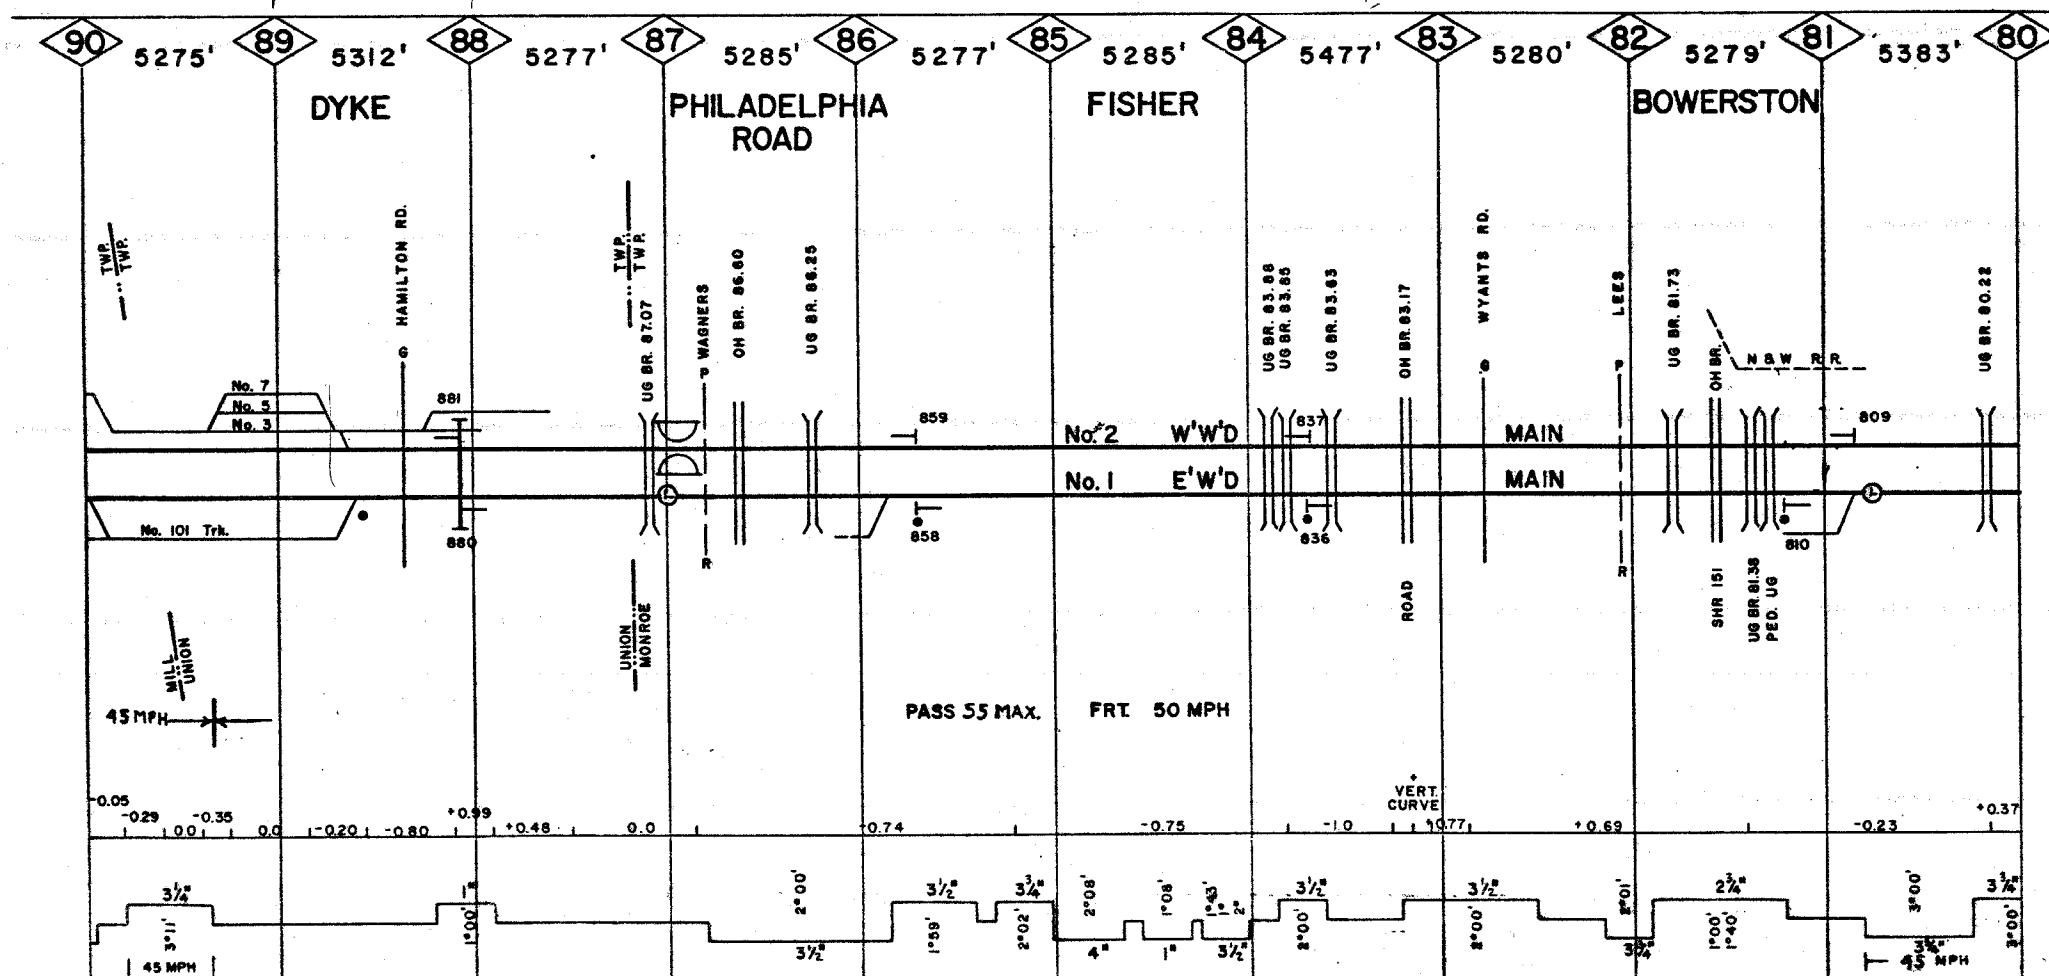 90 5275' 89 5312' 88 5277' 87 5285' 86 5277' 85 5285' 84 5477' 83 5280' 82 5279' 81 5383' 80
DYKE
PHILADELPHIA
ROAD
FISHER
BOWERSTON
TWP.
TWP.
HAMILTON RD.
G
TWP.
TWP.
UG BR. 87.07
WAGNERS
P
R
OH BR. 86.60
UG BR. 86.25
UG BR. 83.88
UG BR. 83.85
UG BR. 83.63
OH BR. 83.17
ROAD
WYANTS RD.
G
LEES
P
R
UG BR. 81.73
OH BR.
SHR 151
UG BR. 81.38
PED. UG
N & W R.R.
UG BR. 80.22
No. 7
No. 5
No. 3
881
880
859
858
837
836
809
810
No. 2 W'W'D MAIN
No. 1 E'W'D MAIN
No. 101 Trk.
MILL
UNION
UNION
MONROE
45 MPH
PASS 55 MAX. FRT. 50 MPH
VERT.
CURVE
-0.05 -0.29 0.0 -0.35 0.0 -0.20 -0.80 +0.99 +0.48 0.0 +0.74 -0.75 -1.0 +0.77 +0.69 -0.23 +0.37
3¼" 3°11'
1" 1°00'
2°00' 3½"
3½" 1°59'
3¾" 2°02'
2°08' 4"
1°08' 1"
1°43' 3½"
3½" 2°00'
3½" 2°00'
2°01' 3¾"
2¾" 1°00' 1°40'
3°00'
3¾" 3°00'
45 MPH
45 MPH